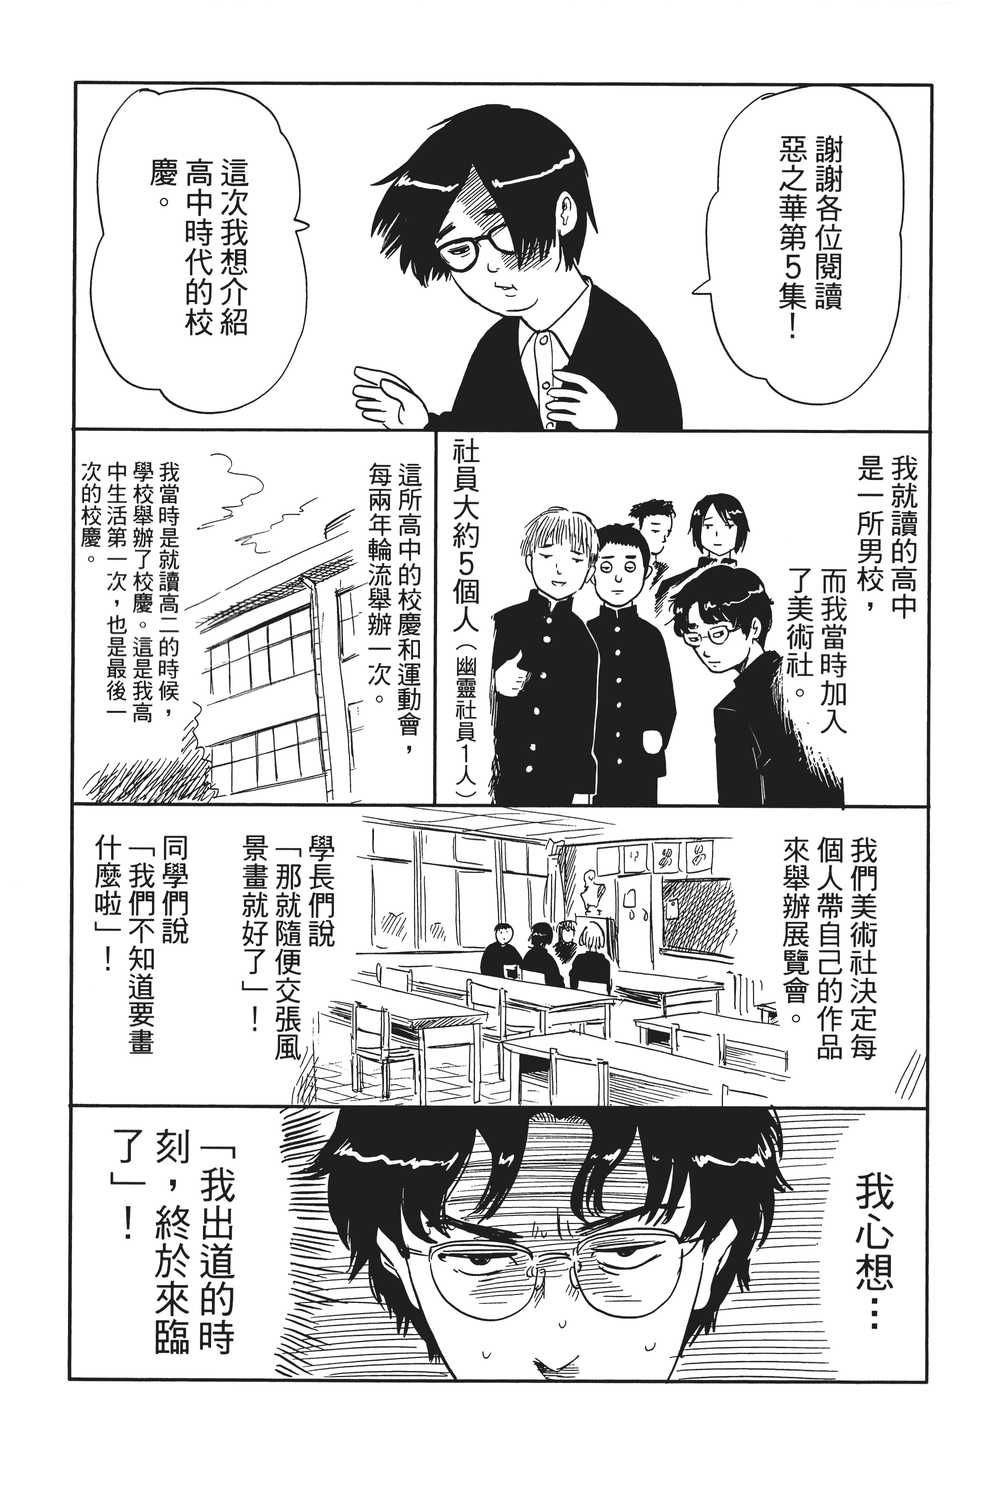 謝謝各位閱讀
惡之華第5集！
這次我想介紹
高中時代的校
慶。
我就讀的高中
是一所男校，
而我當時加入
了美術社。
社員大約5個人（幽靈社員1人）
這所高中的校慶和運動會，
每兩年輪流舉辦一次。
我當時是就讀高二的時候，
學校舉辦了校慶。這是我高
中生活第一次，也是最後一
次的校慶。
我們美術社決定每
個人帶自己的作品
來舉辦展覽會。
學長們說
「那就隨便交張風
景畫就好了」！
同學們說
「我們不知道要畫
什麼啦」！
我心想…
「我出道的時
刻，終於來臨
了」！